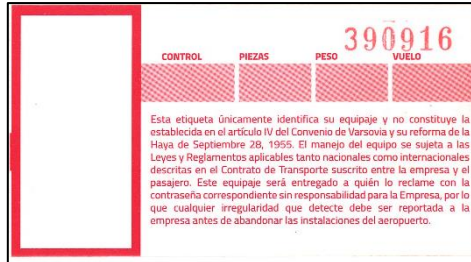 390916
CONTROL PIEZAS PESO VUELO
Esta etiqueta únicamente identifica su equipaje y no constituye la
establecida en el artículo IV del Convenio de Varsovia y su reforma de la
Haya de Septiembre 28, 1955. El manejo del equipo se sujeta a las
Leyes y Reglamentos aplicables tanto nacionales como internacionales
descritas en el Contrato de Transporte suscrito entre la empresa y el
pasajero. Este equipaje será entregado a quién lo reclame con la
contraseña correspondiente sin responsabilidad para la Empresa, por lo
que cualquier irregularidad que detecte debe ser reportada a la
empresa antes de abandonar las instalaciones del aeropuerto.